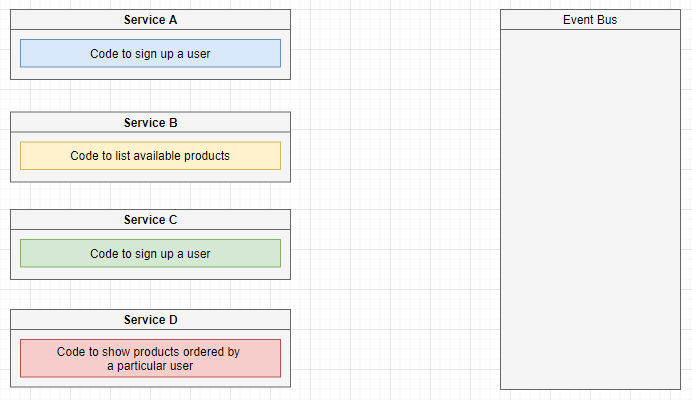 Service A
Code to sign up a user
Service B
Code to list available products
Service C
Code to sign up a user
Service D
Code to show products ordered by
a particular user
Event Bus